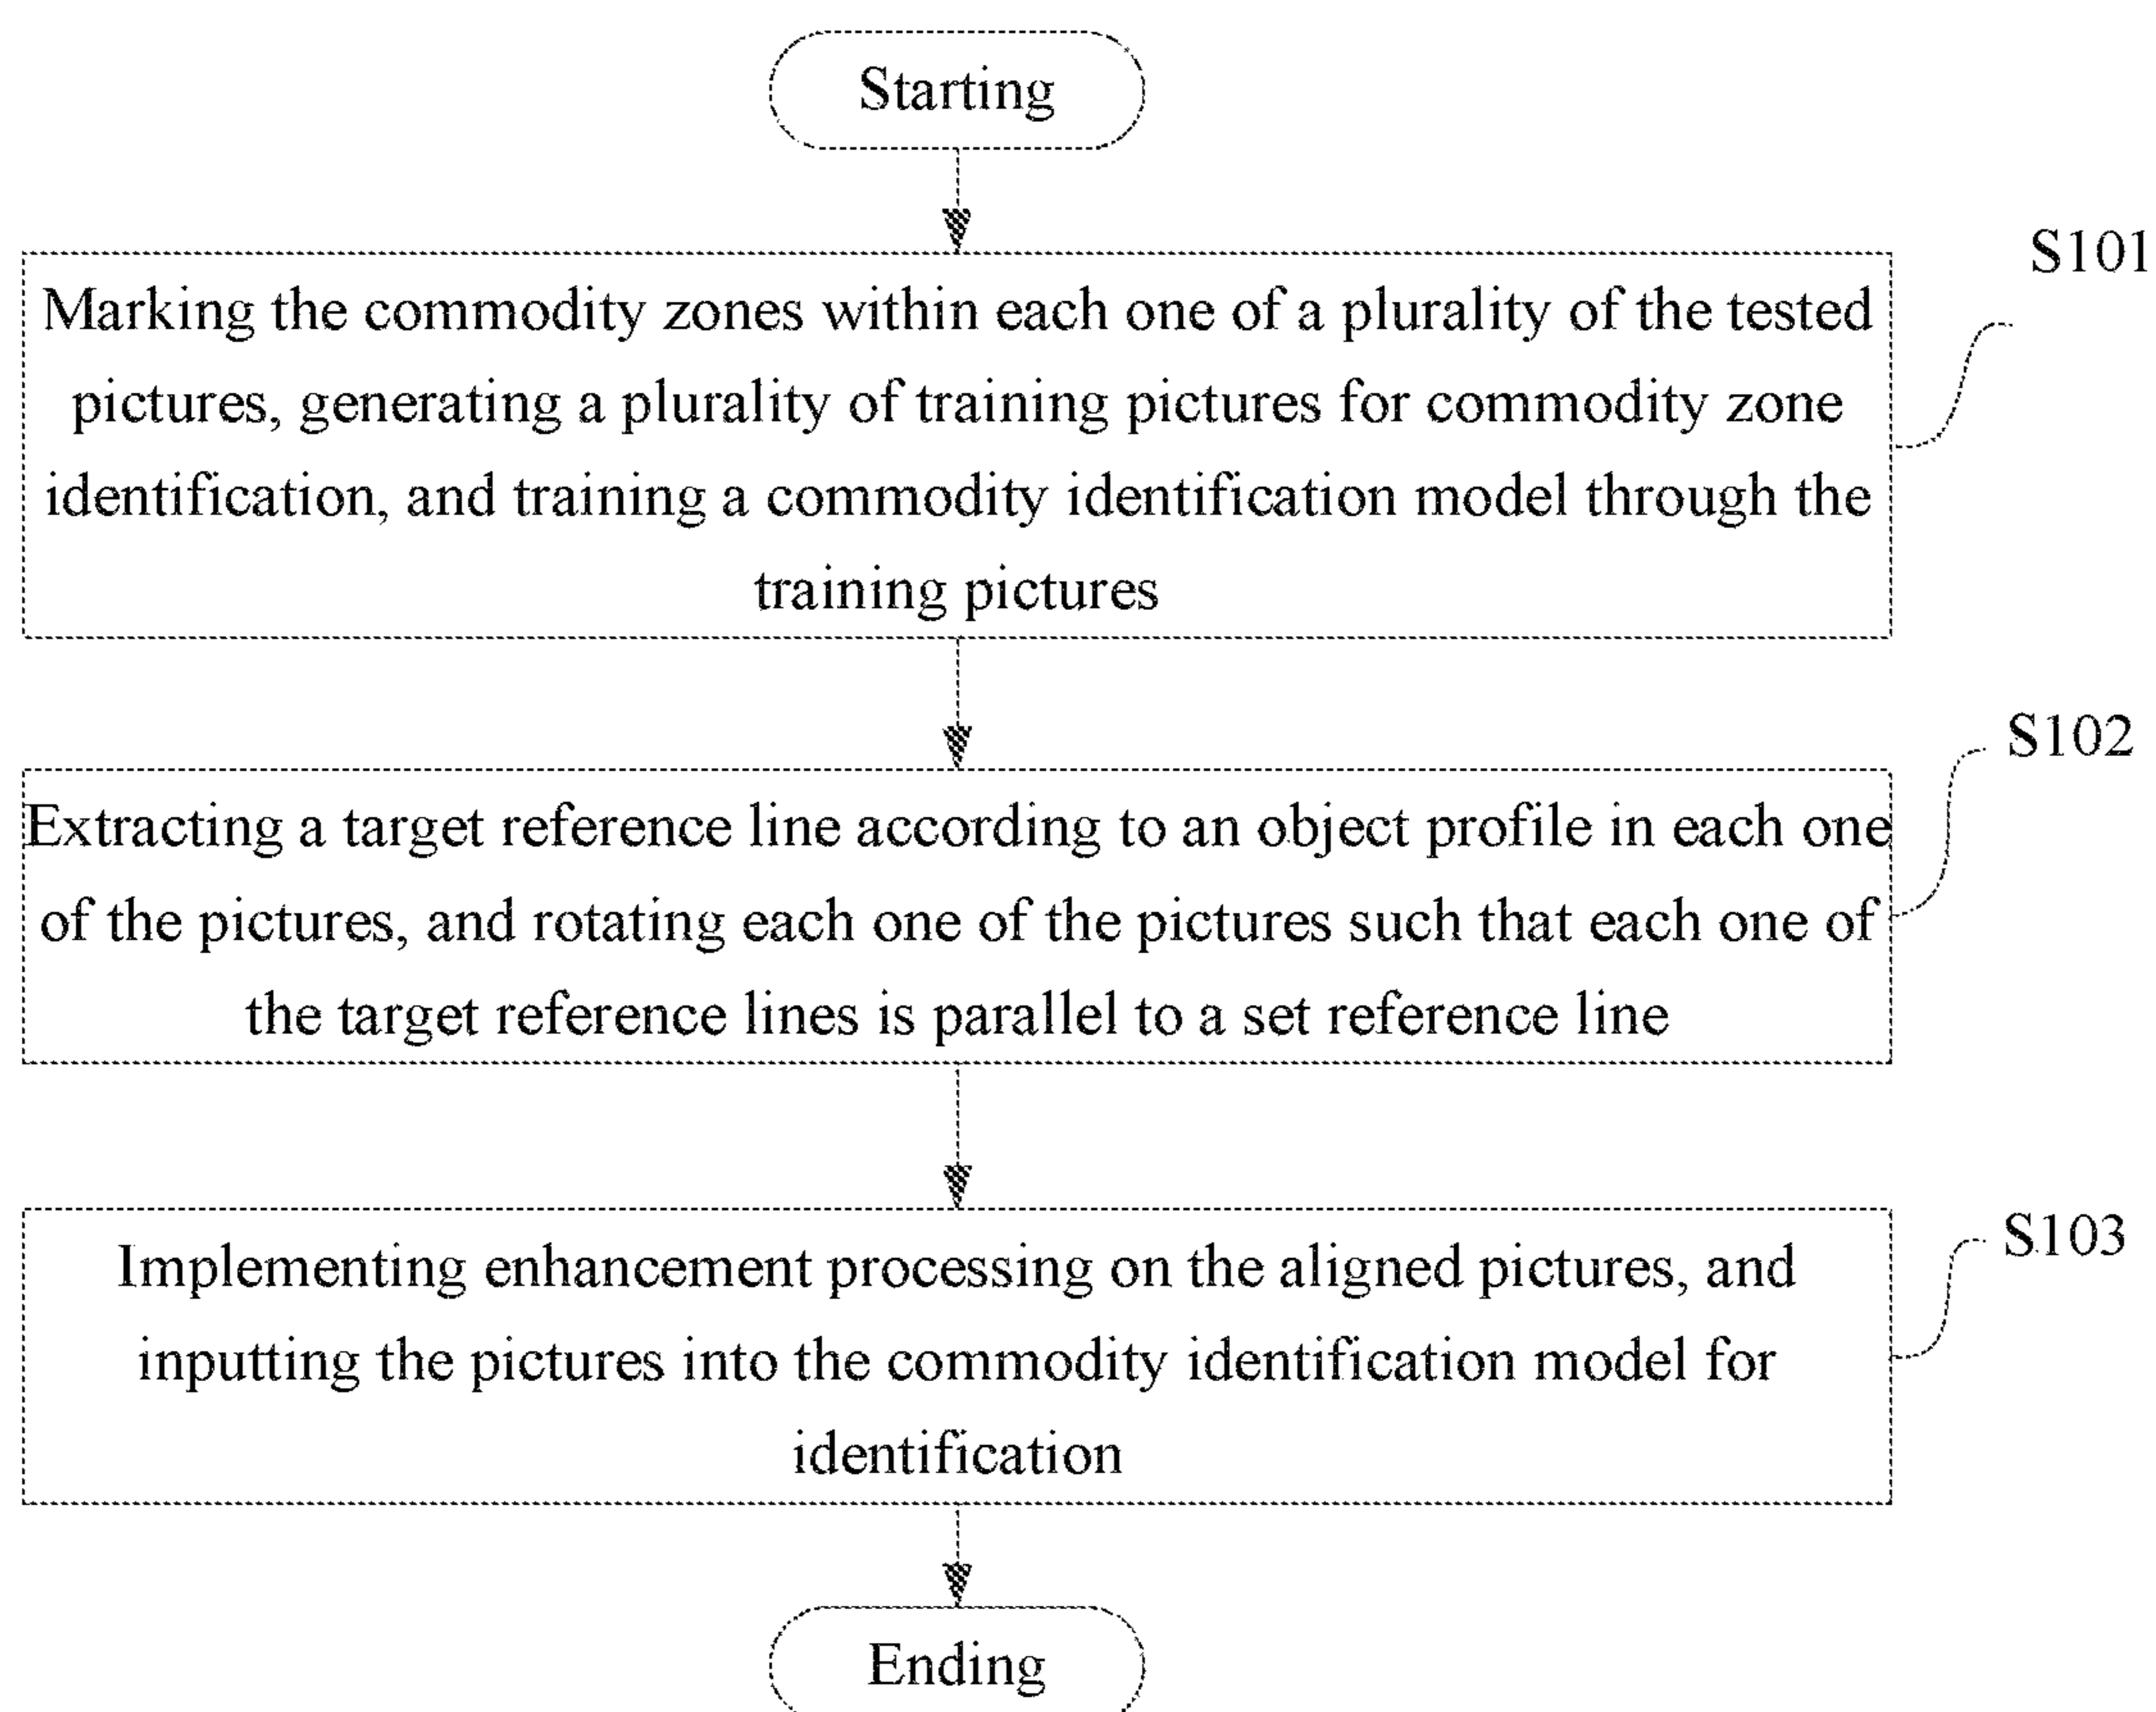 Starting
S101
Marking the commodity zones within each one of a plurality of the tested
pictures, generating a plurality of training pictures for commodity zone
identification, and training a commodity identification model through the
training pictures
S102
Extracting a target reference line according to an object profile in each one
of the pictures, and rotating each one of the pictures such that each one of
the target reference lines is parallel to a set reference line
S103
Implementing enhancement processing on the aligned pictures, and
inputting the pictures into the commodity identification model for
identification
Ending